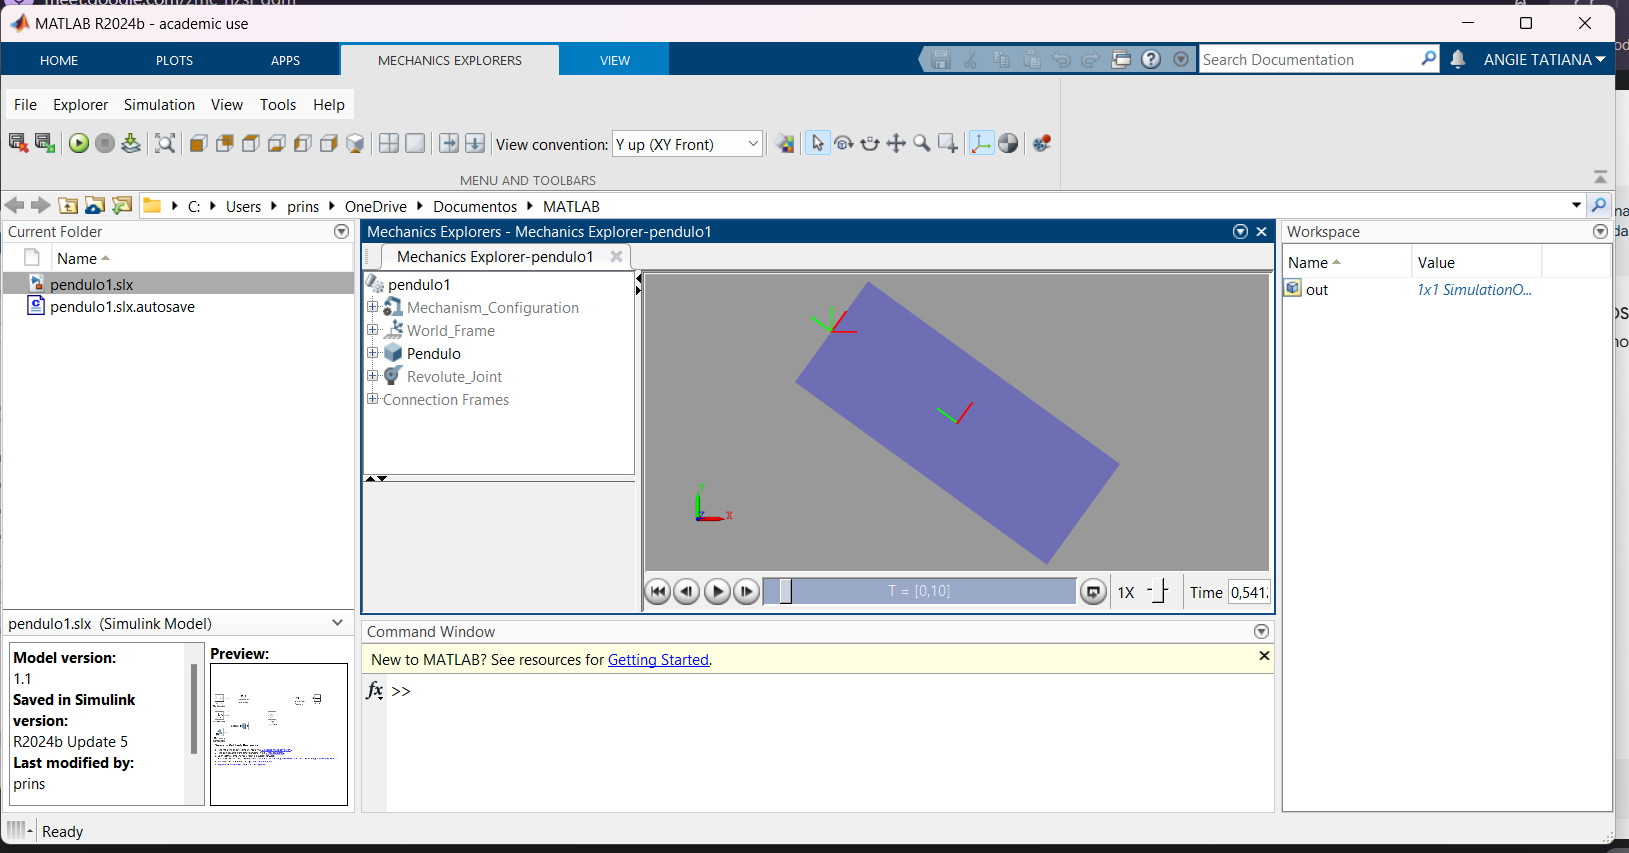 MATLAB R2024b - academic use
HOME PLOTS APPS MECHANICS EXPLORERS VIEW
Search Documentation
ANGIE TATIANA
File Explorer Simulation View Tools Help
View convention: Y up (XY Front)
MENU AND TOOLBARS
C: Users prins OneDrive Documentos MATLAB
Current Folder
Name
pendulo1.slx
pendulo1.slx.autosave
Mechanics Explorers - Mechanics Explorer-pendulo1
Mechanics Explorer-pendulo1
pendulo1
Mechanism_Configuration
World_Frame
Pendulo
Revolute_Joint
Connection Frames
Y
Z
X
T = [0,10]
1X
Time 0,541
Workspace
Name Value
out 1x1 SimulationO...
pendulo1.slx (Simulink Model)
Model version:
1.1
Saved in Simulink
version:
R2024b Update 5
Last modified by:
prins
Preview:
Command Window
New to MATLAB? See resources for Getting Started.
fx >>
Ready